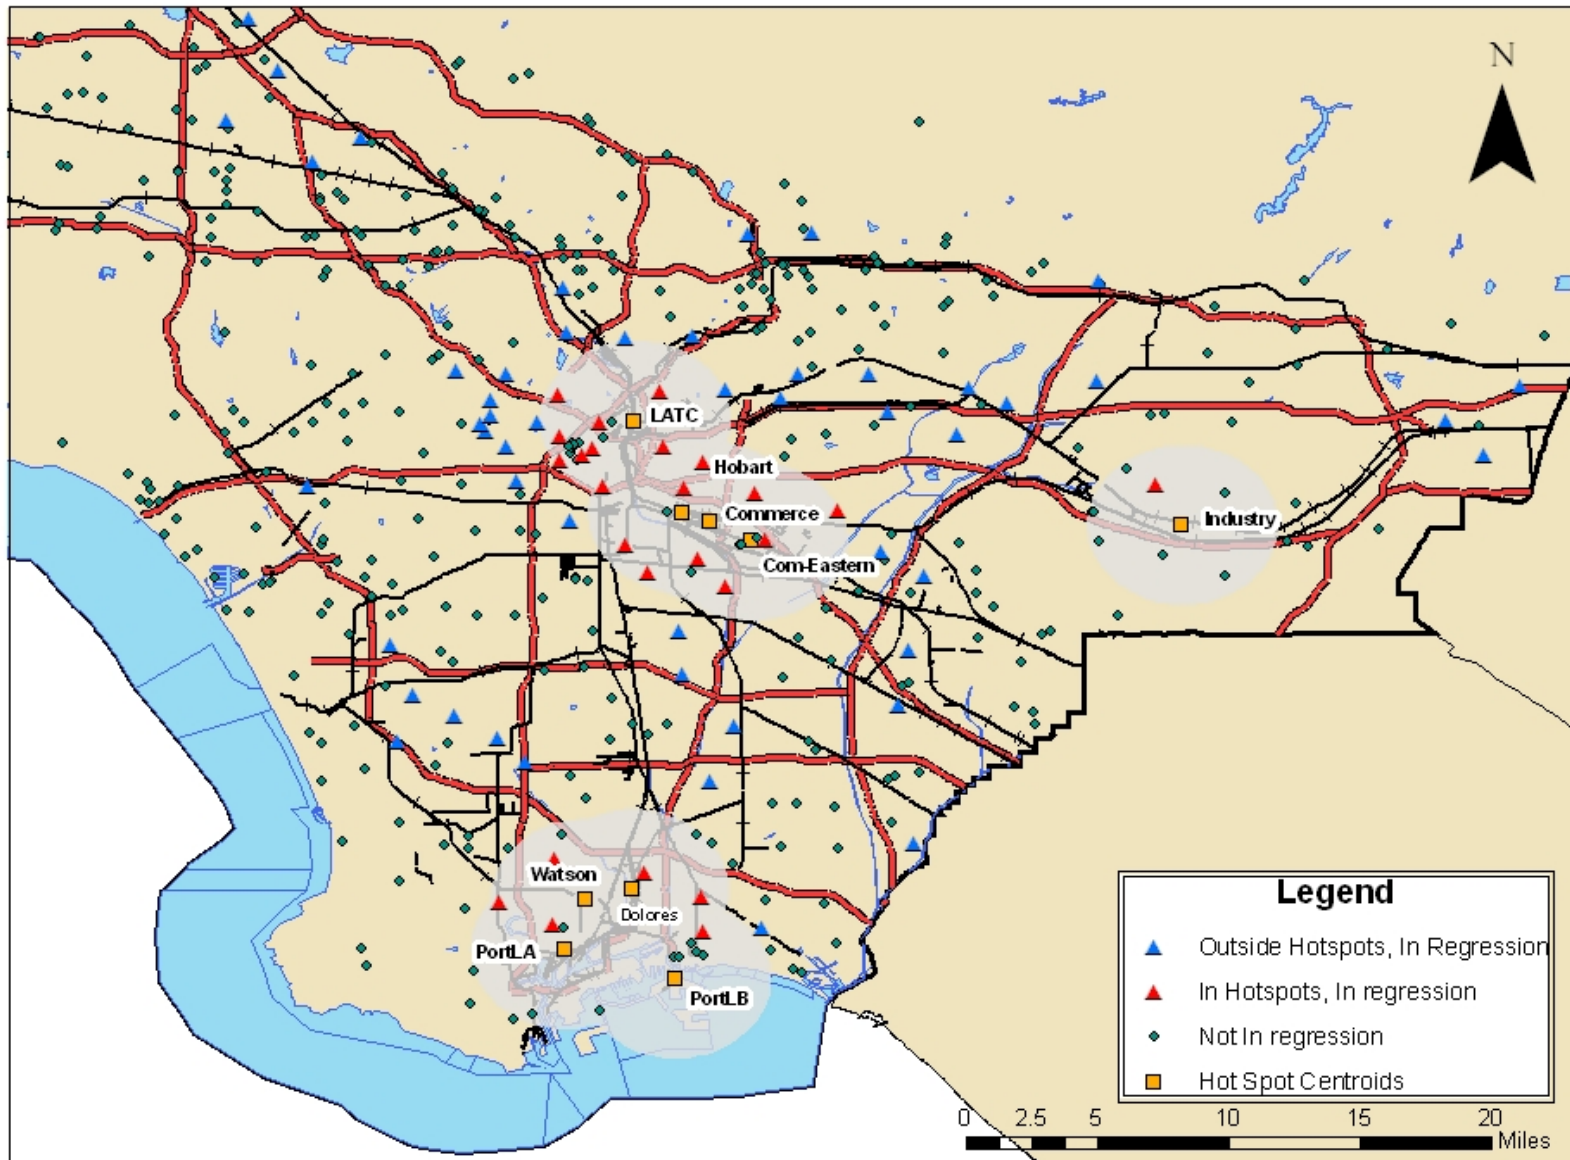 N
LATC
Hobart
Commerce
Com-Eastern
Industry
Watson
Dolores
PortLA
PortLB
Legend
Outside Hotspots, In Regression
In Hotspots, In regression
Not In regression
Hot Spot Centroids
0 2.5 5 10 15 20
Miles